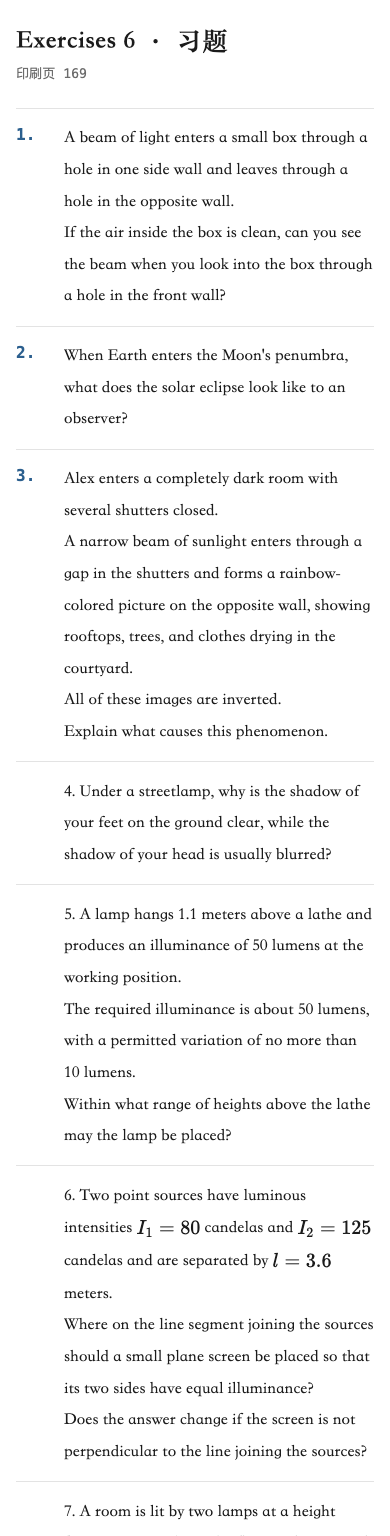 Exercises 6 · 习题
印刷页 169
1. A beam of light enters a small box through a
hole in one side wall and leaves through a
hole in the opposite wall.
If the air inside the box is clean, can you see
the beam when you look into the box through
a hole in the front wall?
2. When Earth enters the Moon's penumbra,
what does the solar eclipse look like to an
observer?
3. Alex enters a completely dark room with
several shutters closed.
A narrow beam of sunlight enters through a
gap in the shutters and forms a rainbow-
colored picture on the opposite wall, showing
rooftops, trees, and clothes drying in the
courtyard.
All of these images are inverted.
Explain what causes this phenomenon.
4. Under a streetlamp, why is the shadow of
your feet on the ground clear, while the
shadow of your head is usually blurred?
5. A lamp hangs 1.1 meters above a lathe and
produces an illuminance of 50 lumens at the
working position.
The required illuminance is about 50 lumens,
with a permitted variation of no more than
10 lumens.
Within what range of heights above the lathe
may the lamp be placed?
6. Two point sources have luminous
intensities I₁ = 80 candelas and I₂ = 125
candelas and are separated by l = 3.6
meters.
Where on the line segment joining the sources
should a small plane screen be placed so that
its two sides have equal illuminance?
Does the answer change if the screen is not
perpendicular to the line joining the sources?
7. A room is lit by two lamps at a height